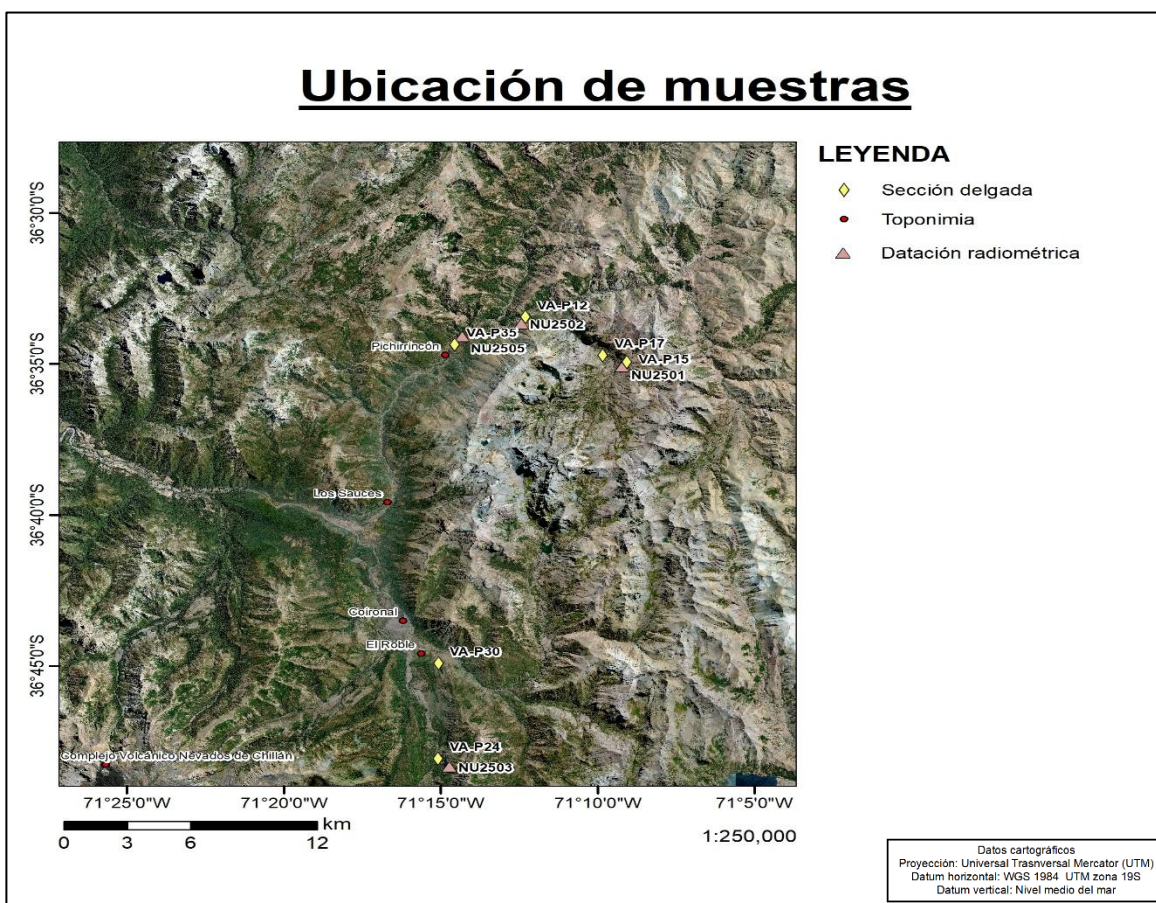 Ubicación de muestras
LEYENDA
Sección delgada
Toponimia
Datación radiométrica
36°30'0"S
36°35'0"S
36°40'0"S
36°45'0"S
VA-P12
NU2502
VA-P35
NU2505
Pichirrincón
VA-P17
VA-P15
NU2501
Los Sauces
Coironal
El Roble
VA-P30
VA-P24
NU2503
Complejo Volcánico Nevados de Chillán
71°25'0"W 71°20'0"W 71°15'0"W 71°10'0"W 71°5'0"W
km
0 3 6 12
1:250,000
Datos cartográficos
Proyección: Universal Trasnversal Mercator (UTM)
Datum horizontal: WGS 1984 UTM zona 19S
Datum vertical: Nivel medio del mar